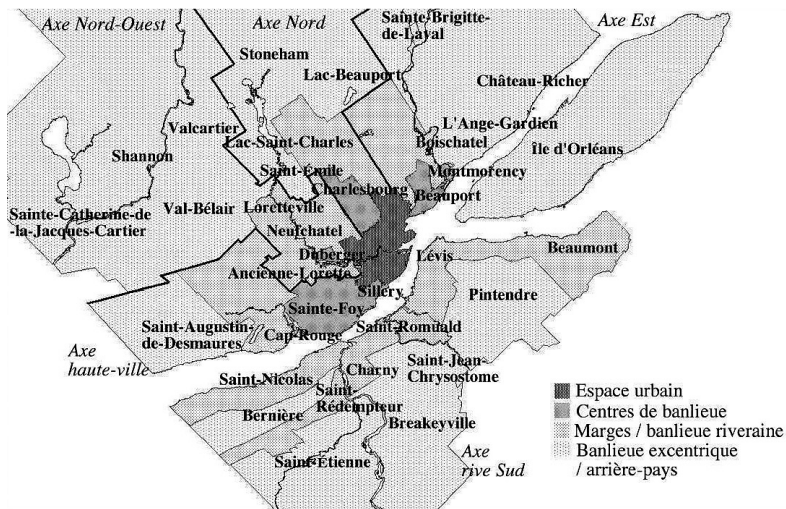 Axe Nord-Ouest
Axe Nord
Sainte-Brigitte-
de-Laval
Axe Est
Stoneham
Lac-Beauport
Château-Richer
Valcartier
L'Ange-Gardien
Lac-Saint-Charles
Boischatel
Île d'Orléans
Shannon
Saint-Émile
Montmorency
Charlesbourg
Beauport
Sainte-Catherine-de
-la-Jacques-Cartier
Val-Bélair
Loretteville
Neufchatel
Duberger
Lévis
Beaumont
Ancienne-Lorette
Sillery
Pintendre
Sainte-Foy
Saint-Augustin-
de-Desmaures
Cap-Rouge
Saint-Romuald
Axe
haute-ville
Saint-Nicolas
Charny
Saint-Jean-
Chrysostome
Saint-
Rédempteur
Bernière
Breakeyville
Saint-Étienne
Axe
rive Sud
Espace urbain
Centres de banlieue
Marges / banlieue riveraine
Banlieue excentrique
/ arrière-pays